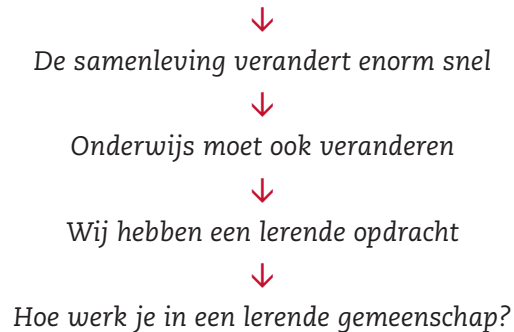 ↓
De samenleving verandert enorm snel
↓
Onderwijs moet ook veranderen
↓
Wij hebben een lerende opdracht
↓
Hoe werk je in een lerende gemeenschap?